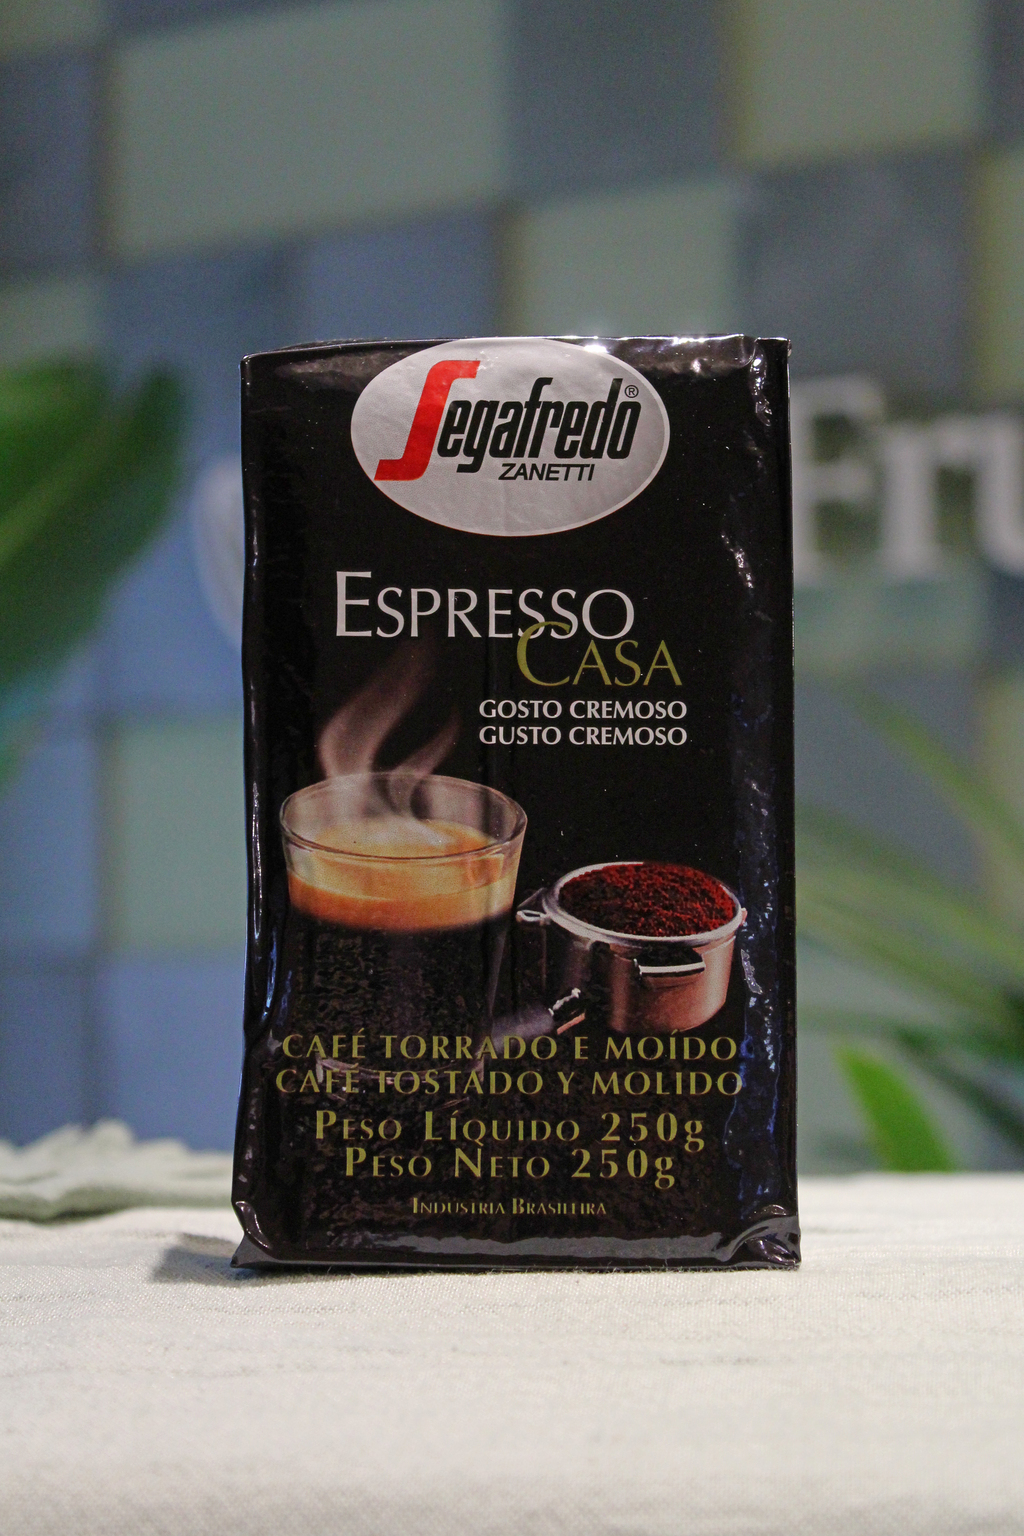 Segafredo®
ZANETTI
ESPRESSO
CASA
GOSTO CREMOSO
GUSTO CREMOSO
CAFÉ TORRADO E MOÍDO
CAFÉ TOSTADO Y MOLIDO
PESO LÍQUIDO 250g
PESO NETO 250g
INDÚSTRIA BRASILEIRA